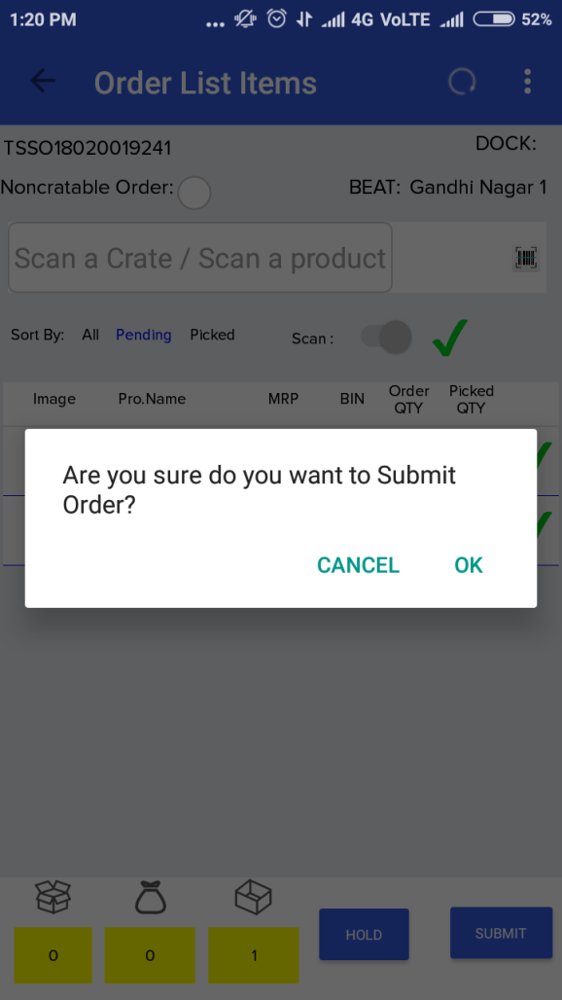 1:20 PM ... 4G VoLTE 52%
Order List Items
TSSO18020019241 DOCK:
Noncratable Order: BEAT: Gandhi Nagar 1
Scan a Crate / Scan a product
Sort By: All Pending Picked Scan :
Image Pro.Name MRP BIN Order QTY Picked QTY
Are you sure do you want to Submit
Order?
CANCEL OK
0 0 1 HOLD SUBMIT